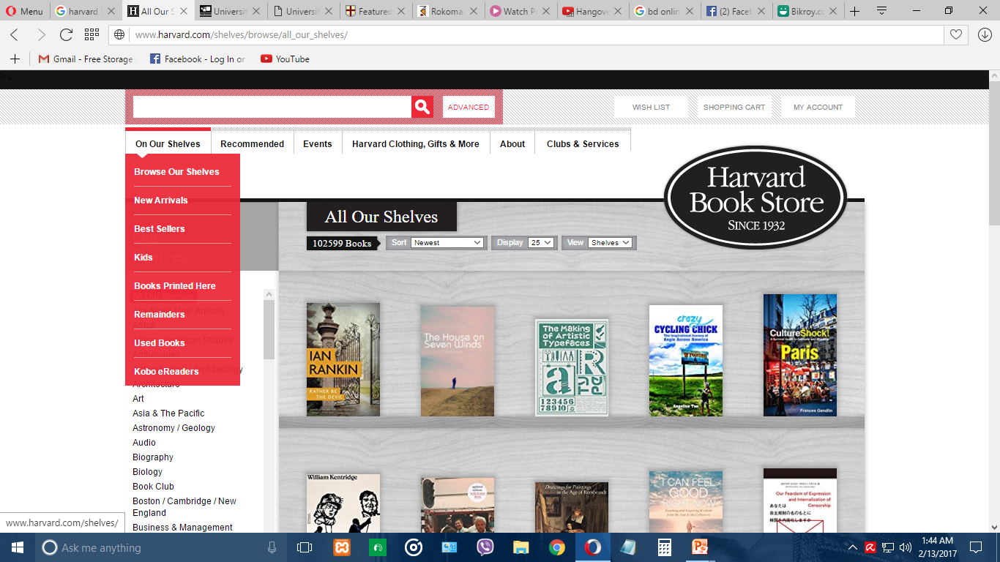 Menu
harvard
All Our S
Universit
Universit
Featured
Rokoma
Watch P
Hangove
bd onlin
(2) Faceb
Bikroy.co
www.harvard.com/shelves/browse/all_our_shelves/
Gmail - Free Storage
Facebook - Log In or
YouTube
ADVANCED
WISH LIST
SHOPPING CART
MY ACCOUNT
On Our Shelves
Recommended
Events
Harvard Clothing, Gifts & More
About
Clubs & Services
Browse Our Shelves
New Arrivals
Best Sellers
Kids
Books Printed Here
Remainders
Used Books
Kobo eReaders
Harvard
Book Store
SINCE 1932
All Our Shelves
102599 Books
Sort
Newest
Display
25
View
Shelves
Architecture
Art
Asia & The Pacific
Astronomy / Geology
Audio
Biography
Biology
Book Club
Boston / Cambridge / New
England
Business & Management
IAN
RANKIN
RATHER BE
THE DEVIL
The House on
Seven Winds
The Making
of Artistic
Typefaces
123456
78910
crazy
CYCLING CHICK
The Inspirational Journey of
Angie Across America
WYOMING
Angeline Tan
CultureShock!
A Survival Guide to Customs and Etiquette
Paris
Frances Gendlin
William Kentridge
Drawings for Paintings
in the Age of Rembrandt
I CAN FEEL
GOOD
RIGHT NOW
Our Feardom of Expression
and Internalization of
Censorship
あなたは
自主規制の名のもとに
検閲を内面化しますか
www.harvard.com/shelves/
Ask me anything
1:44 AM
2/13/2017